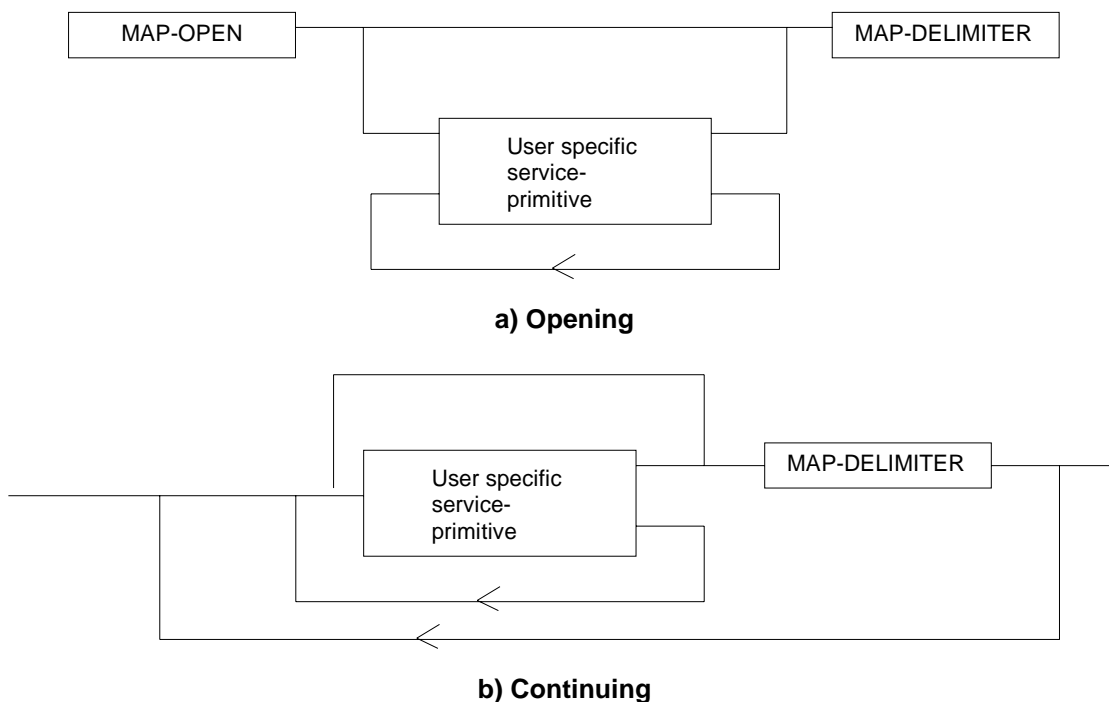 MAP-OPEN
MAP-DELIMITER
User specific
service-
primitive
a) Opening
User specific
service-
primitive
MAP-DELIMITER
b) Continuing